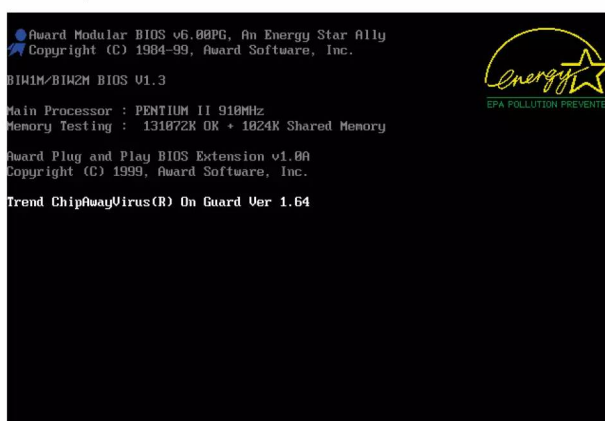 Award Modular BIOS v6.00PG, An Energy Star Ally
Copyright (C) 1984-99, Award Software, Inc.
BIW1M/BIW2M BIOS V1.3
Main Processor : PENTIUM II 910MHz
Memory Testing : 131072K OK + 1024K Shared Memory
Award Plug and Play BIOS Extension v1.0A
Copyright (C) 1999, Award Software, Inc.
Trend ChipAwayVirus(R) On Guard Ver 1.64
energy
EPA POLLUTION PREVENTE